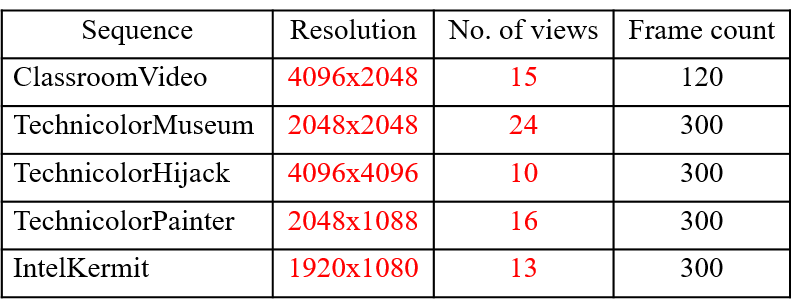 Sequence Resolution No. of views Frame count
ClassroomVideo 4096x2048 15 120
TechnicolorMuseum 2048x2048 24 300
TechnicolorHijack 4096x4096 10 300
TechnicolorPainter 2048x1088 16 300
IntelKermit 1920x1080 13 300